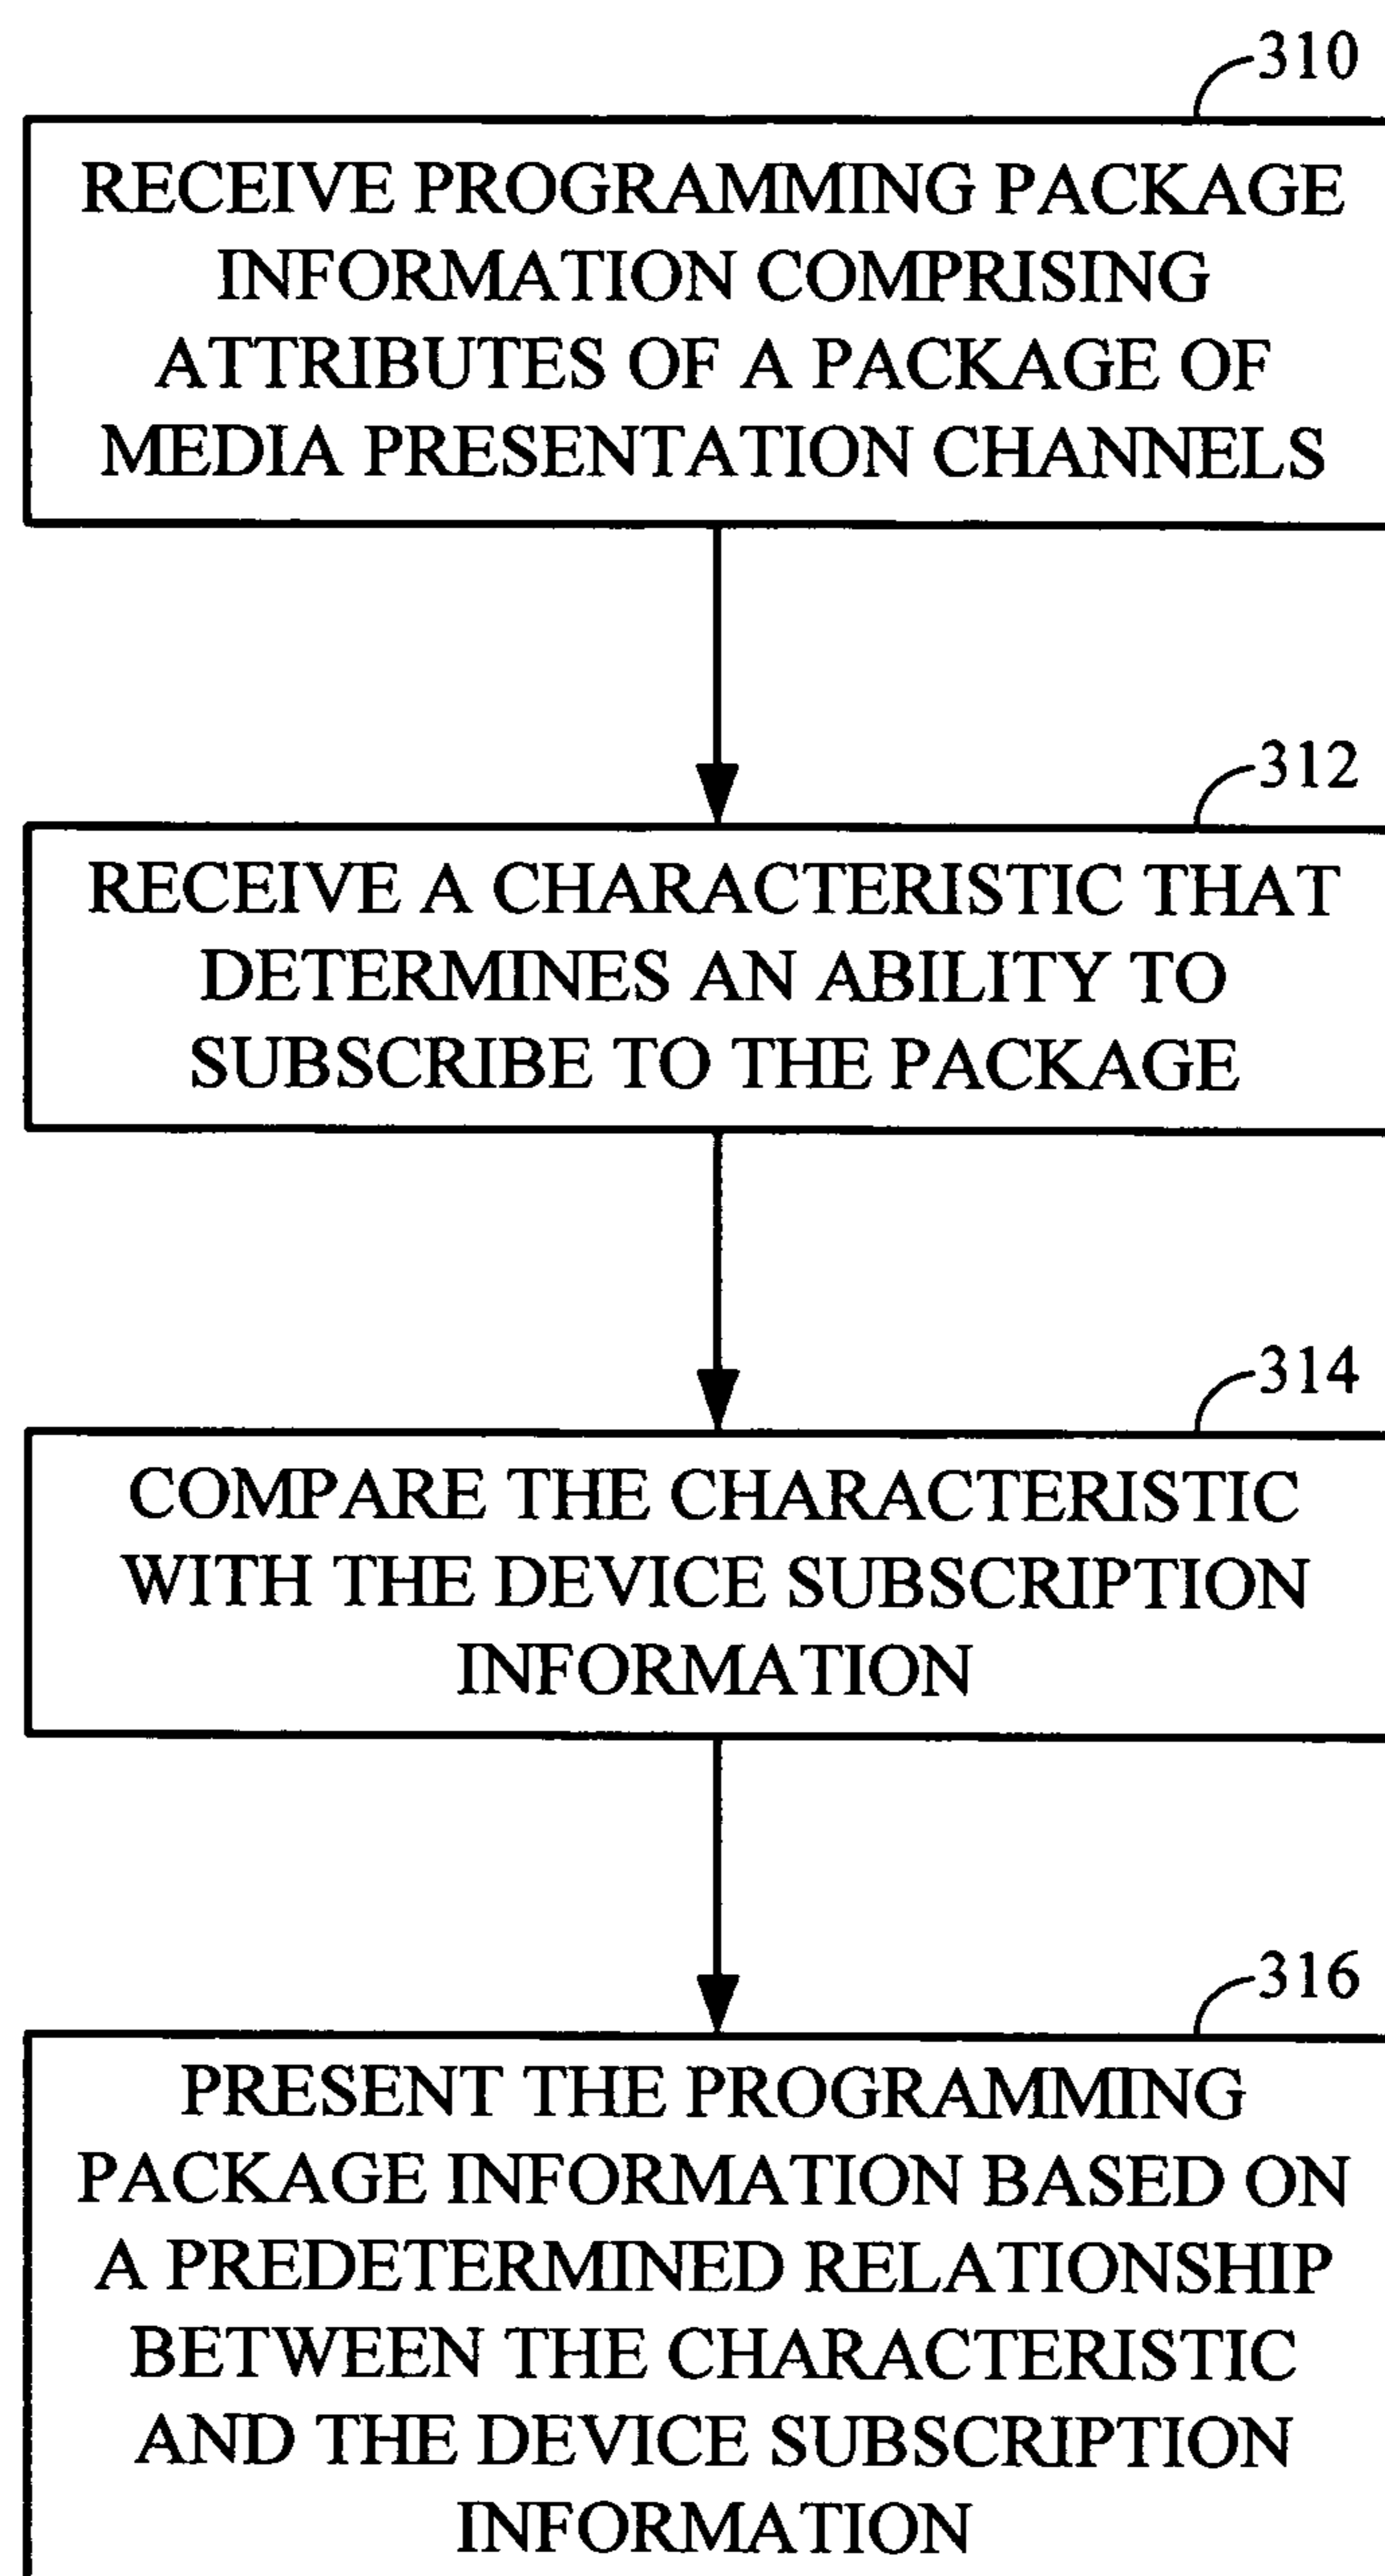 310
RECEIVE PROGRAMMING PACKAGE
INFORMATION COMPRISING
ATTRIBUTES OF A PACKAGE OF
MEDIA PRESENTATION CHANNELS
312
RECEIVE A CHARACTERISTIC THAT
DETERMINES AN ABILITY TO
SUBSCRIBE TO THE PACKAGE
314
COMPARE THE CHARACTERISTIC
WITH THE DEVICE SUBSCRIPTION
INFORMATION
316
PRESENT THE PROGRAMMING
PACKAGE INFORMATION BASED ON
A PREDETERMINED RELATIONSHIP
BETWEEN THE CHARACTERISTIC
AND THE DEVICE SUBSCRIPTION
INFORMATION